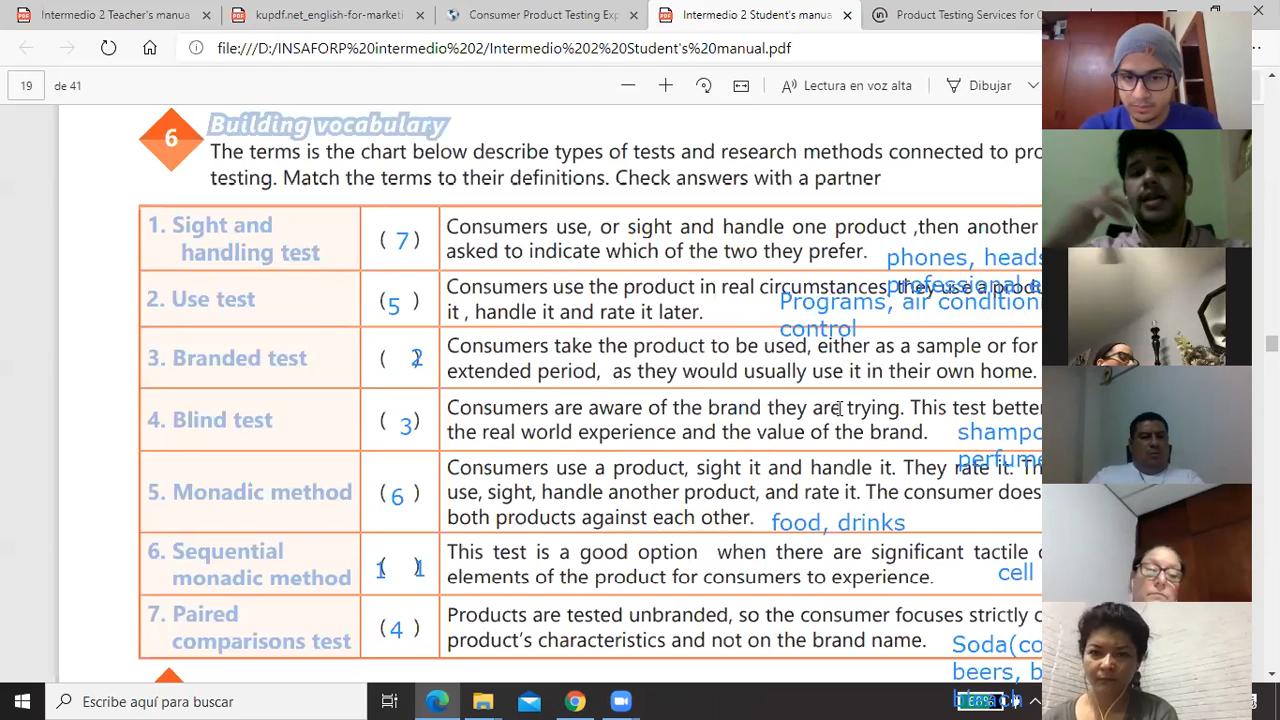 Intermedio 2 Teacher's manua
kupdf.net_english-for-marketi
Consumer Product Testing Exp
Intermedio 2 Student's manua
Product Testing Services for C
file:///D:/INSAFORP%20intermedio%202/Intermedio%202%20Student's%20manual.pdf
19 de 41
Lectura en voz alta
Dibujar
6
Building vocabulary
The terms is the chart below describe types of tests and research methods connected to pro
testing. Match the terms to their definitions. Check answers with a partner
1. Sight and
handling test
( 7 )
Consumers use, or sight and handle one product ,then another
asked to indicate which of the two they prefer.
phones, heads
professional e
2. Use test
( 5 )
Consumers use the product in real circumstances, they use a produ
it , handle it and rate it later.
Programs, air condition
control
3. Branded test
( 2 )
Consumers take the product to be used, either as a sample or for
extended period, as they would usually use it in their own home.
4. Blind test
( 3 )
Consumers are aware of the brand they are trying. This test better
the real world experience and the value of the brand.
shampo
perfume
5. Monadic method
( 6 )
Consumers use a product, sight it and handle it. They rate it. Th
use, sight, handle another product, and rate it. The consumer does
both products against each other.
food, drinks
6. Sequential
monadic method
1 ( ) 1
This test is a good option when there are significant tactile o
elements of the product for consumers to experience.
cell
7. Paired
comparisons test
( 4 )
Products are tested unbranded, so the consumer focuses strictly o
product's characteristics and not on the brand name.
Soda(co
beers, b
bleach
Escribe aquí para buscar
68%